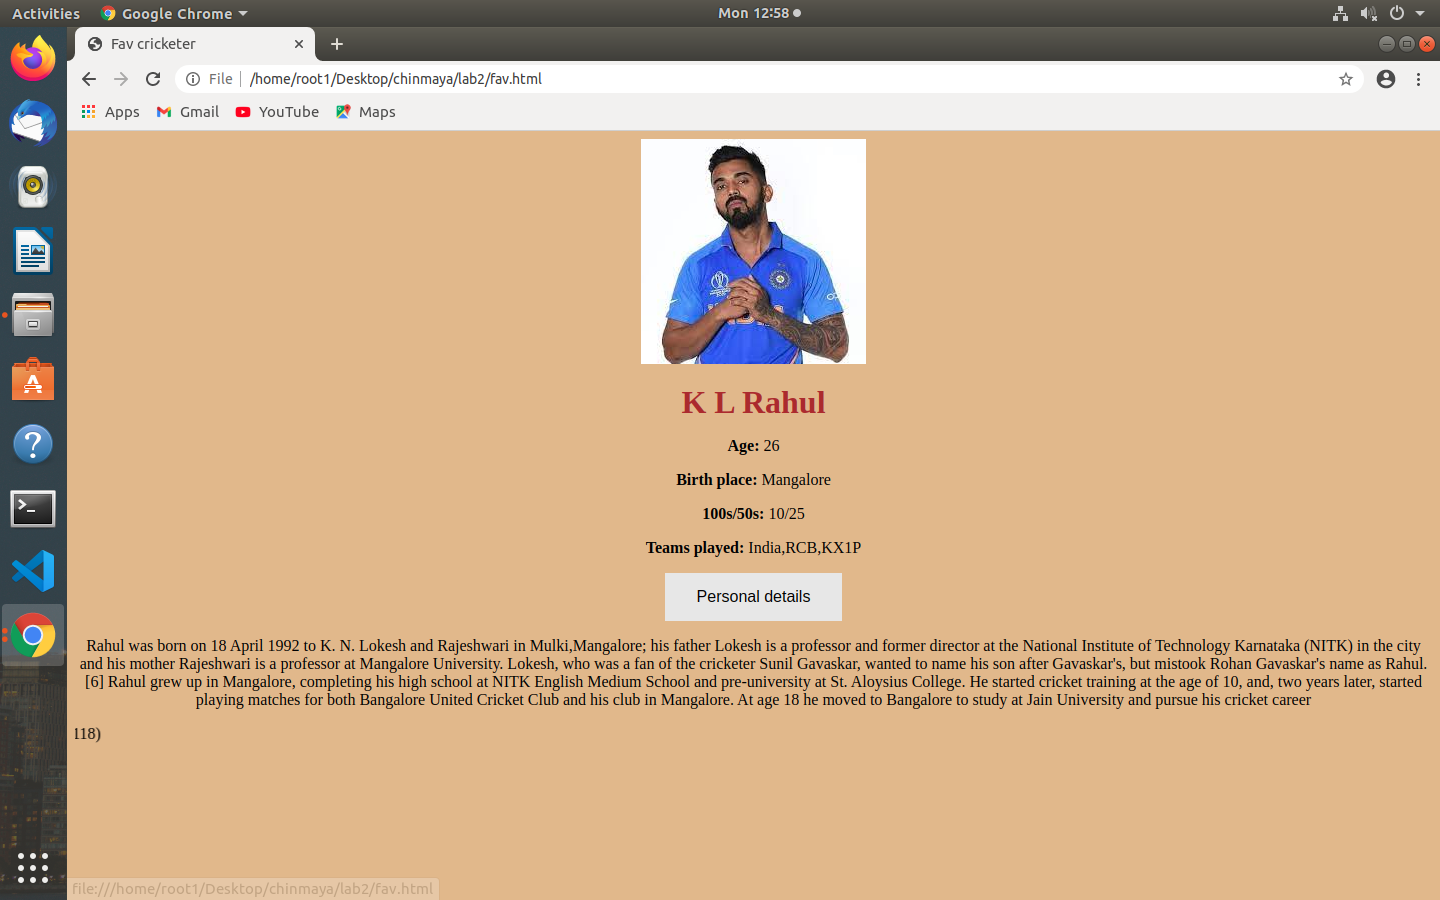 Activities Google Chrome Mon 12:58
Fav cricketer
File /home/root1/Desktop/chinmaya/lab2/fav.html
Apps Gmail YouTube Maps
K L Rahul
Age: 26
Birth place: Mangalore
100s/50s: 10/25
Teams played: India,RCB,KX1P
Personal details
Rahul was born on 18 April 1992 to K. N. Lokesh and Rajeshwari in Mulki,Mangalore; his father Lokesh is a professor and former director at the National Institute of Technology Karnataka (NITK) in the city
and his mother Rajeshwari is a professor at Mangalore University. Lokesh, who was a fan of the cricketer Sunil Gavaskar, wanted to name his son after Gavaskar's, but mistook Rohan Gavaskar's name as Rahul.
[6] Rahul grew up in Mangalore, completing his high school at NITK English Medium School and pre-university at St. Aloysius College. He started cricket training at the age of 10, and, two years later, started
playing matches for both Bangalore United Cricket Club and his club in Mangalore. At age 18 he moved to Bangalore to study at Jain University and pursue his cricket career
118)
file:///home/root1/Desktop/chinmaya/lab2/fav.html